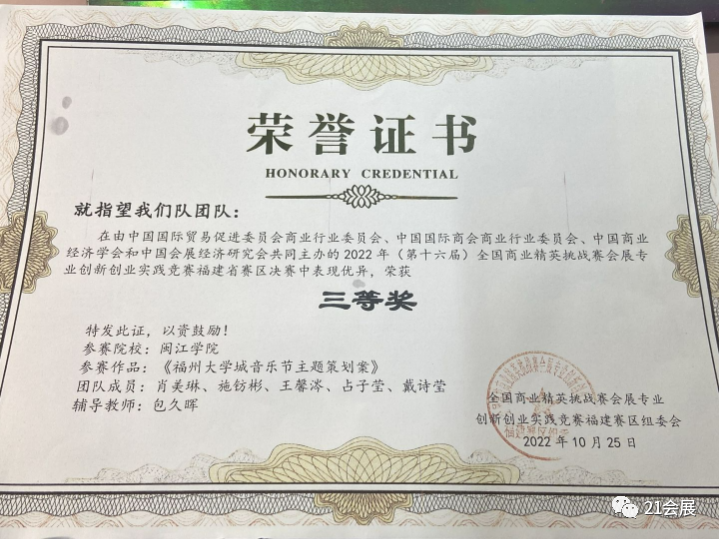 荣誉证书
HONORARY CREDENTIAL
就指望我们队团队：
在由中国国际贸易促进委员会商业行业委员会、中国国际商会商业行业委员会、中国商业
经济学会和中国会展经济研究会共同主办的 2022 年（第十六届）全国商业精英挑战赛会展专
业创新创业实践竞赛福建省赛区决赛中表现优异，荣获
三等奖
特发此证，以资鼓励！
参赛院校：闽江学院
参赛作品：《福州大学城音乐节主题策划案》
团队成员：肖美琳、施钫彬、王馨涔、占子莹、戴诗莹
辅导教师：包久晖
全国商业精英挑战赛会展专业
创新创业实践竞赛福建赛区组委会
2022 年 10 月 25 日
21会展